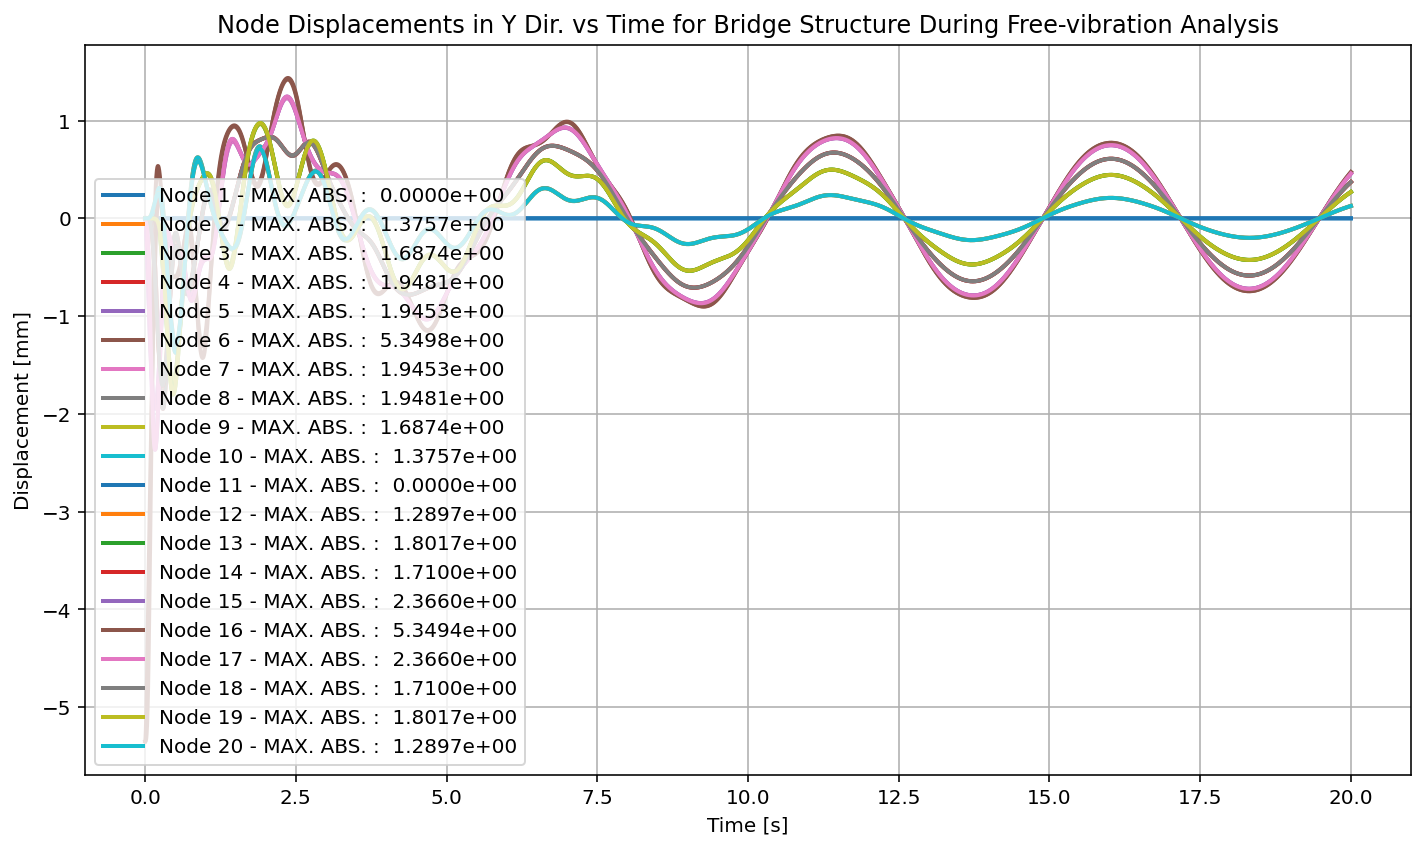 Node Displacements in Y Dir. vs Time for Bridge Structure During Free-vibration Analysis
Displacement [mm]
1
0
−1
−2
−3
−4
−5
Node 1 - MAX. ABS. :  0.0000e+00
Node 2 - MAX. ABS. :  1.3757e+00
Node 3 - MAX. ABS. :  1.6874e+00
Node 4 - MAX. ABS. :  1.9481e+00
Node 5 - MAX. ABS. :  1.9453e+00
Node 6 - MAX. ABS. :  5.3498e+00
Node 7 - MAX. ABS. :  1.9453e+00
Node 8 - MAX. ABS. :  1.9481e+00
Node 9 - MAX. ABS. :  1.6874e+00
Node 10 - MAX. ABS. :  1.3757e+00
Node 11 - MAX. ABS. :  0.0000e+00
Node 12 - MAX. ABS. :  1.2897e+00
Node 13 - MAX. ABS. :  1.8017e+00
Node 14 - MAX. ABS. :  1.7100e+00
Node 15 - MAX. ABS. :  2.3660e+00
Node 16 - MAX. ABS. :  5.3494e+00
Node 17 - MAX. ABS. :  2.3660e+00
Node 18 - MAX. ABS. :  1.7100e+00
Node 19 - MAX. ABS. :  1.8017e+00
Node 20 - MAX. ABS. :  1.2897e+00
0.0 2.5 5.0 7.5 10.0 12.5 15.0 17.5 20.0
Time [s]